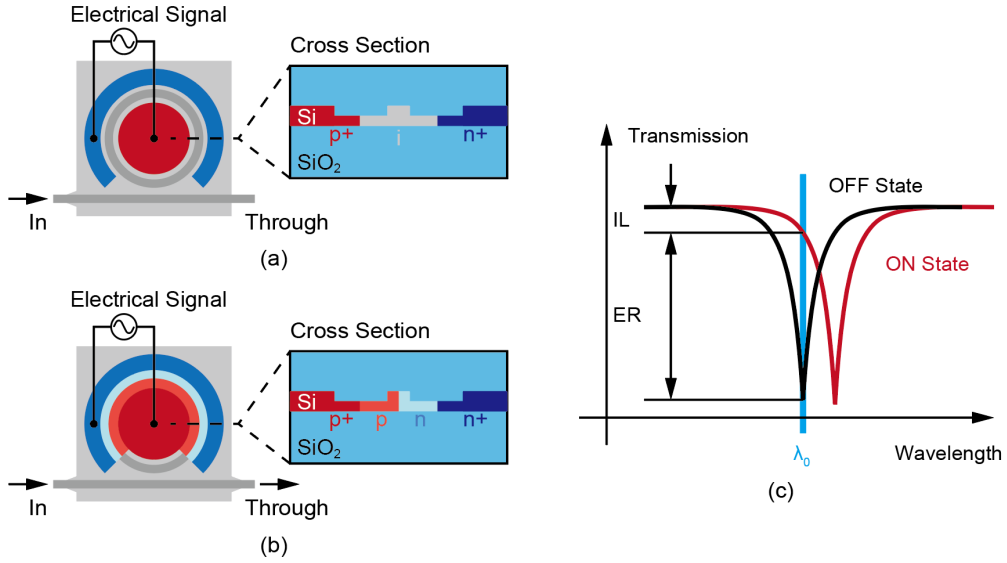 Electrical Signal
Cross Section
Si
p+
i
n+
SiO₂
In
Through
(a)
Electrical Signal
Cross Section
Si
p+
p
n
n+
SiO₂
In
Through
(b)
Transmission
OFF State
IL
ON State
ER
Wavelength
λ₀
(c)